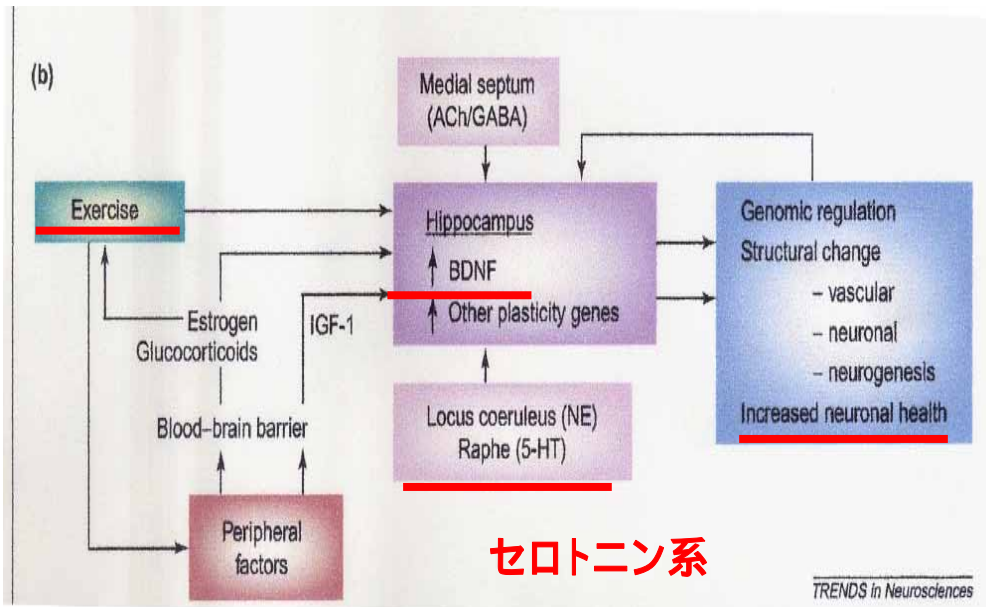 (b)
Medial septum
(ACh/GABA)
Exercise
Hippocampus
↑ BDNF
↑ Other plasticity genes
Genomic regulation
Structural change
– vascular
– neuronal
– neurogenesis
Increased neuronal health
Estrogen
Glucocorticoids
IGF-1
Blood–brain barrier
Locus coeruleus (NE)
Raphe (5-HT)
Peripheral
factors
セロトニン系
TRENDS in Neurosciences